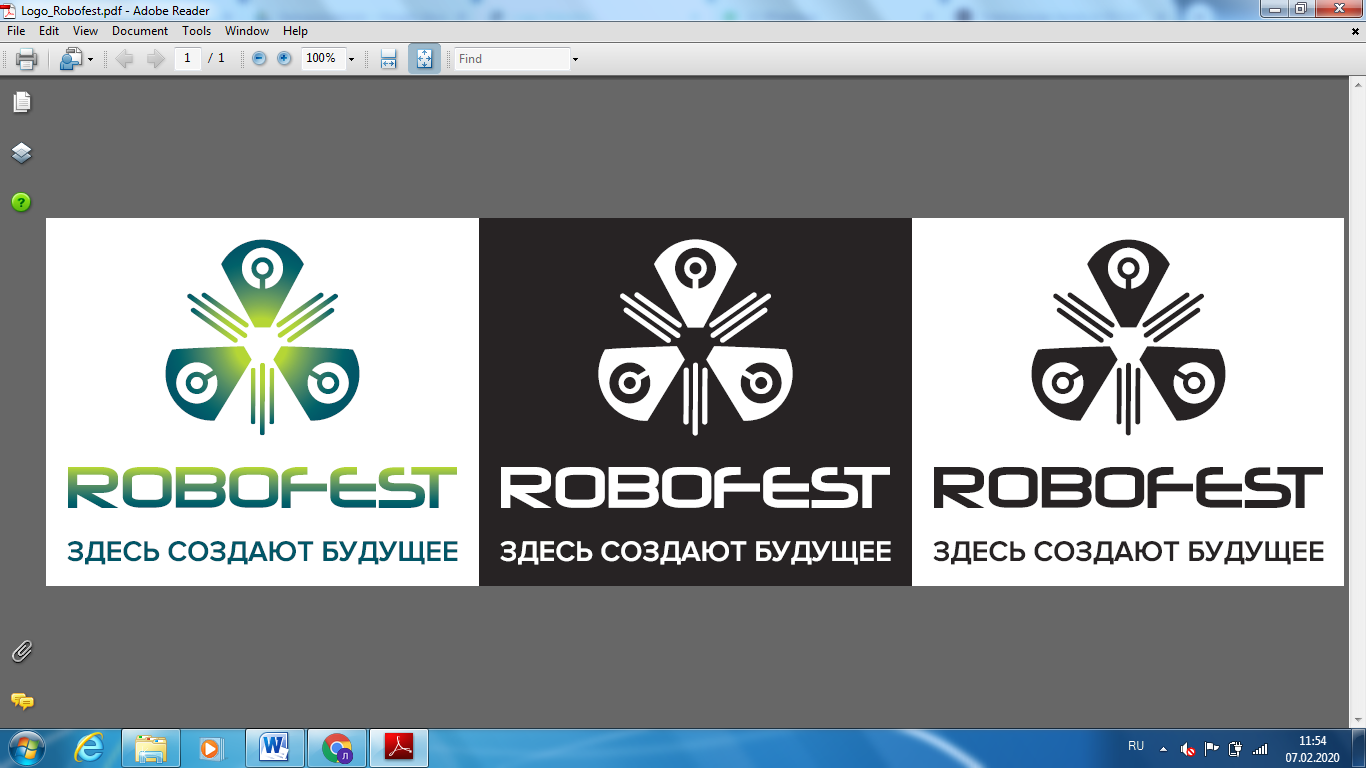 Logo_Robofest.pdf - Adobe Reader
File Edit View Document Tools Window Help
1 / 1 100% Find
ROBOFEST ROBOFEST ROBOFEST
ЗДЕСЬ СОЗДАЮТ БУДУЩЕЕ ЗДЕСЬ СОЗДАЮТ БУДУЩЕЕ ЗДЕСЬ СОЗДАЮТ БУДУЩЕЕ
RU 11:54
07.02.2020